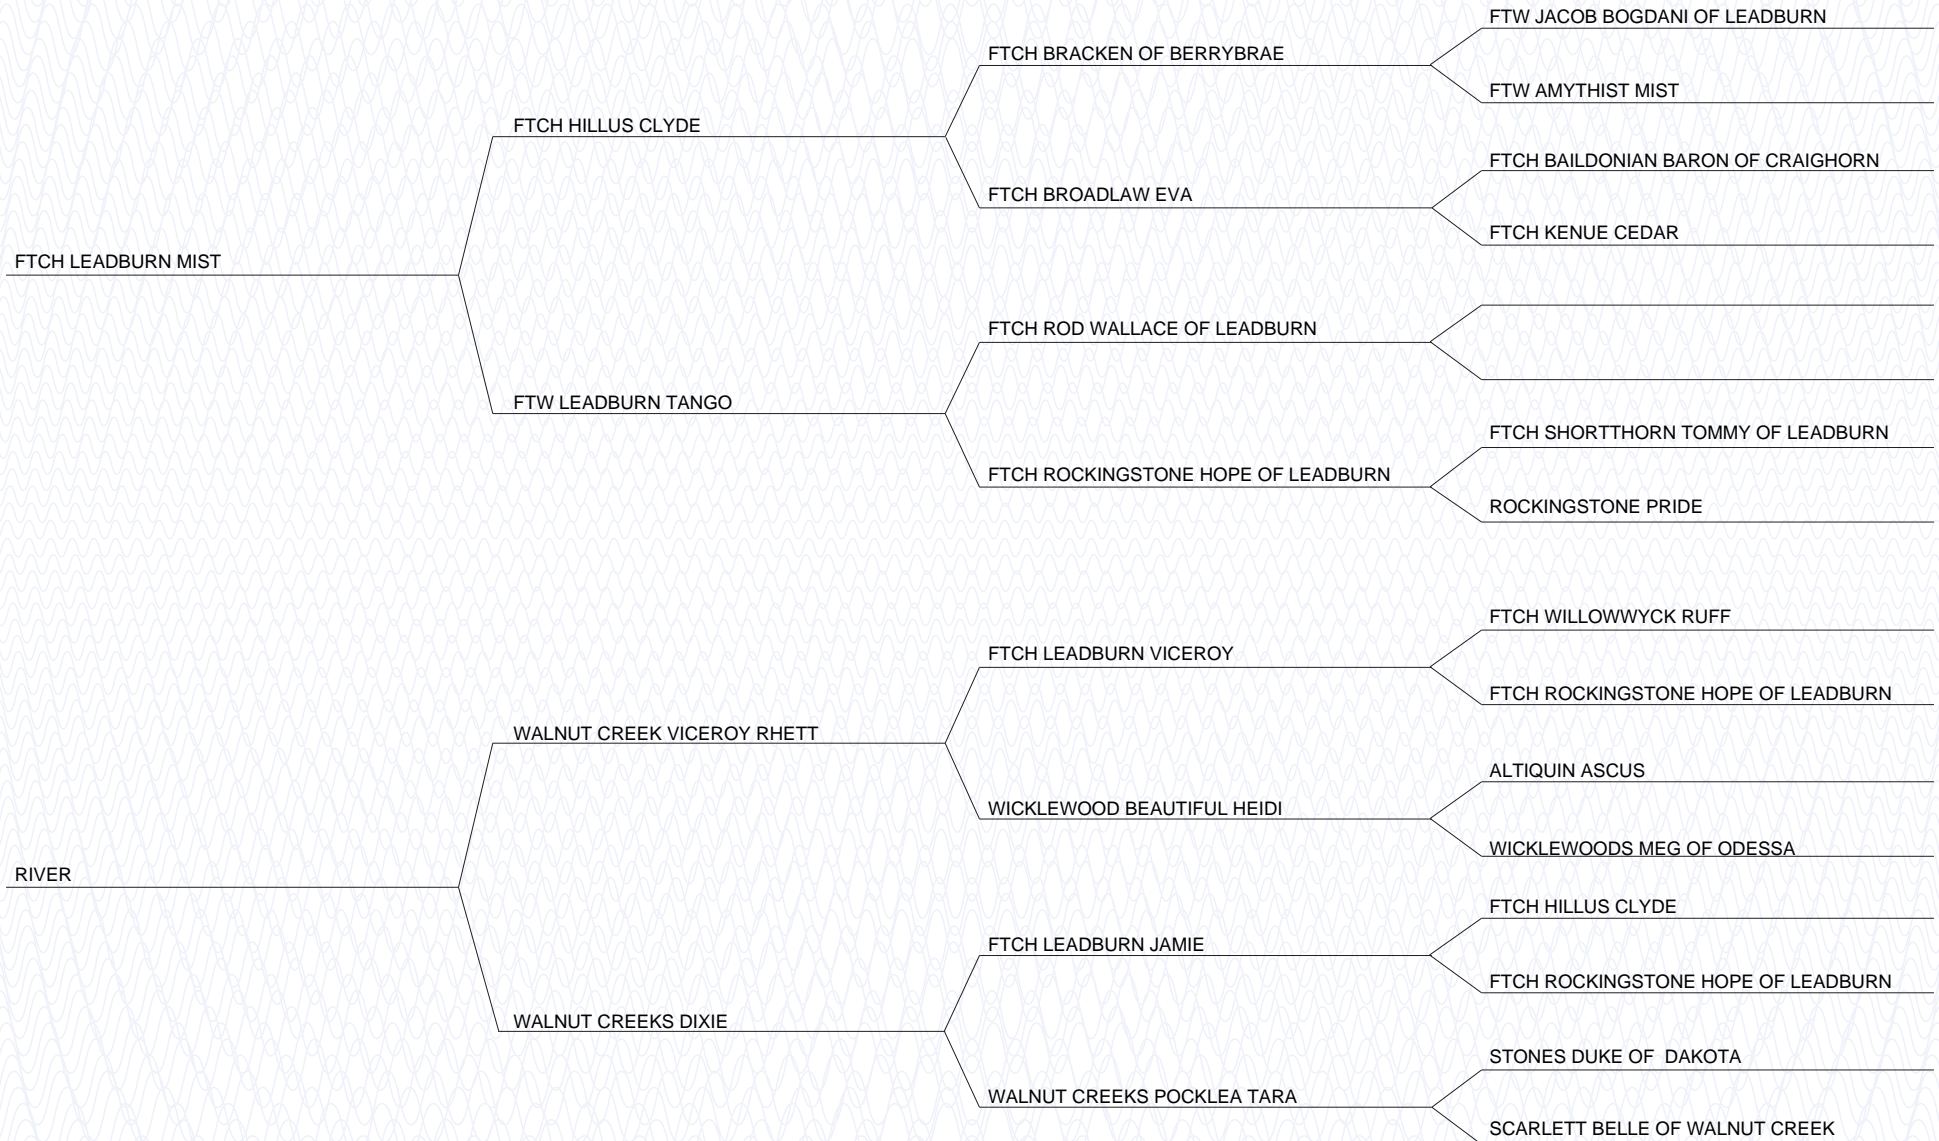 FTW JACOB BOGDANI OF LEADBURN
FTCH BRACKEN OF BERRYBRAE
FTW AMYTHIST MIST
FTCH HILLUS CLYDE
FTCH BAILDONIAN BARON OF CRAIGHORN
FTCH BROADLAW EVA
FTCH KENUE CEDAR
FTCH LEADBURN MIST
FTCH ROD WALLACE OF LEADBURN
FTW LEADBURN TANGO
FTCH SHORTTHORN TOMMY OF LEADBURN
FTCH ROCKINGSTONE HOPE OF LEADBURN
ROCKINGSTONE PRIDE
FTCH WILLOWWYCK RUFF
FTCH LEADBURN VICEROY
FTCH ROCKINGSTONE HOPE OF LEADBURN
WALNUT CREEK VICEROY RHETT
ALTIQUIN ASCUS
WICKLEWOOD BEAUTIFUL HEIDI
WICKLEWOODS MEG OF ODESSA
RIVER
FTCH HILLUS CLYDE
FTCH LEADBURN JAMIE
FTCH ROCKINGSTONE HOPE OF LEADBURN
WALNUT CREEKS DIXIE
STONES DUKE OF  DAKOTA
WALNUT CREEKS POCKLEA TARA
SCARLETT BELLE OF WALNUT CREEK